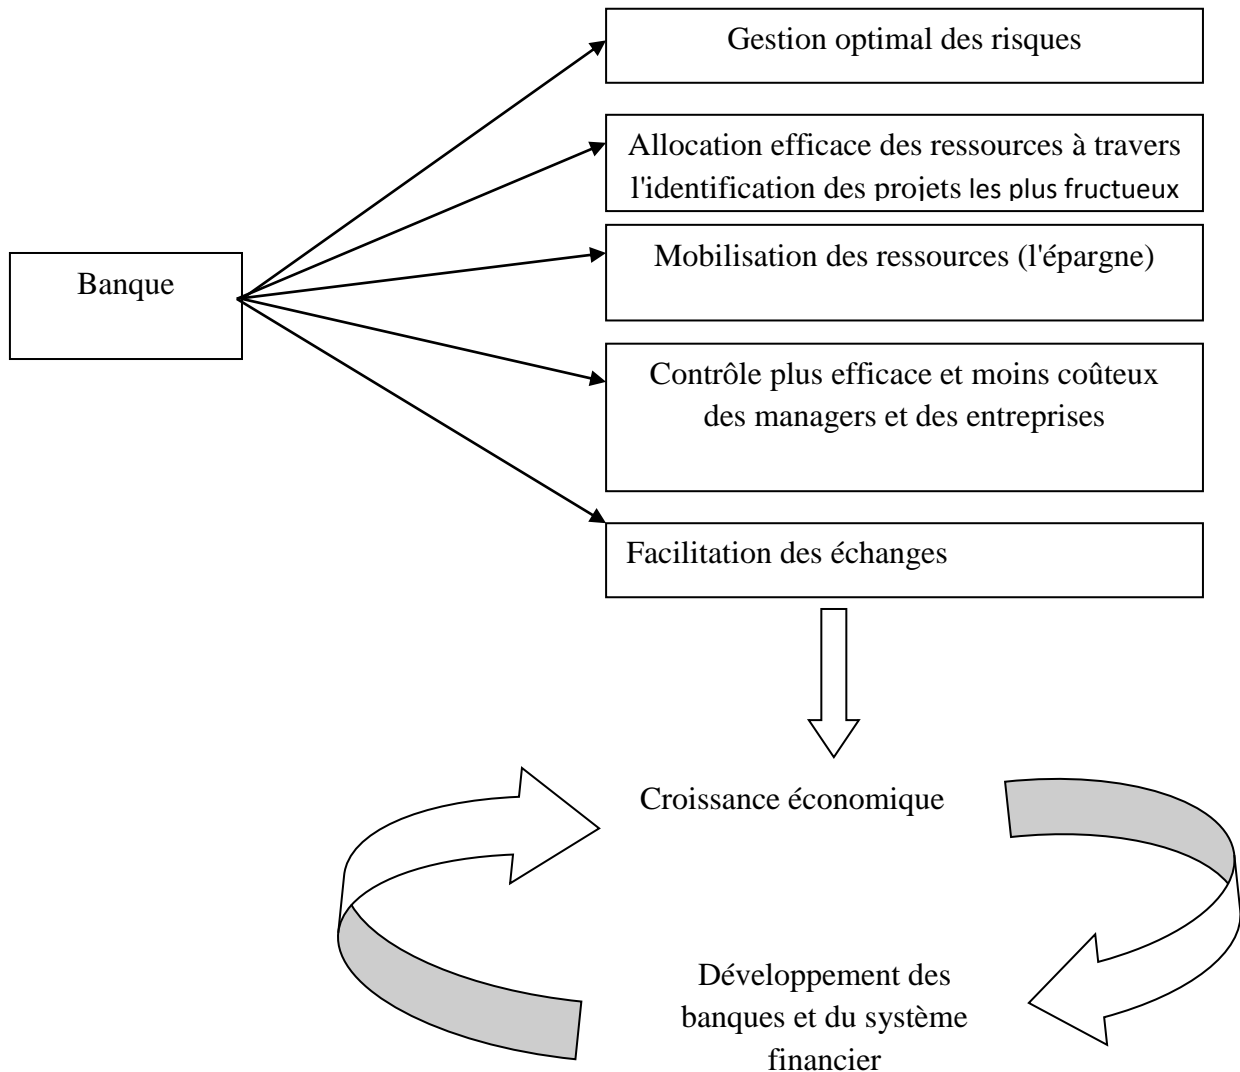 Gestion optimal des risques
Allocation efficace des ressources à travers
l'identification des projets les plus fructueux
Mobilisation des ressources (l'épargne)
Banque
Contrôle plus efficace et moins coûteux
des managers et des entreprises
Facilitation des échanges
Croissance économique
Développement des
banques et du système
financier